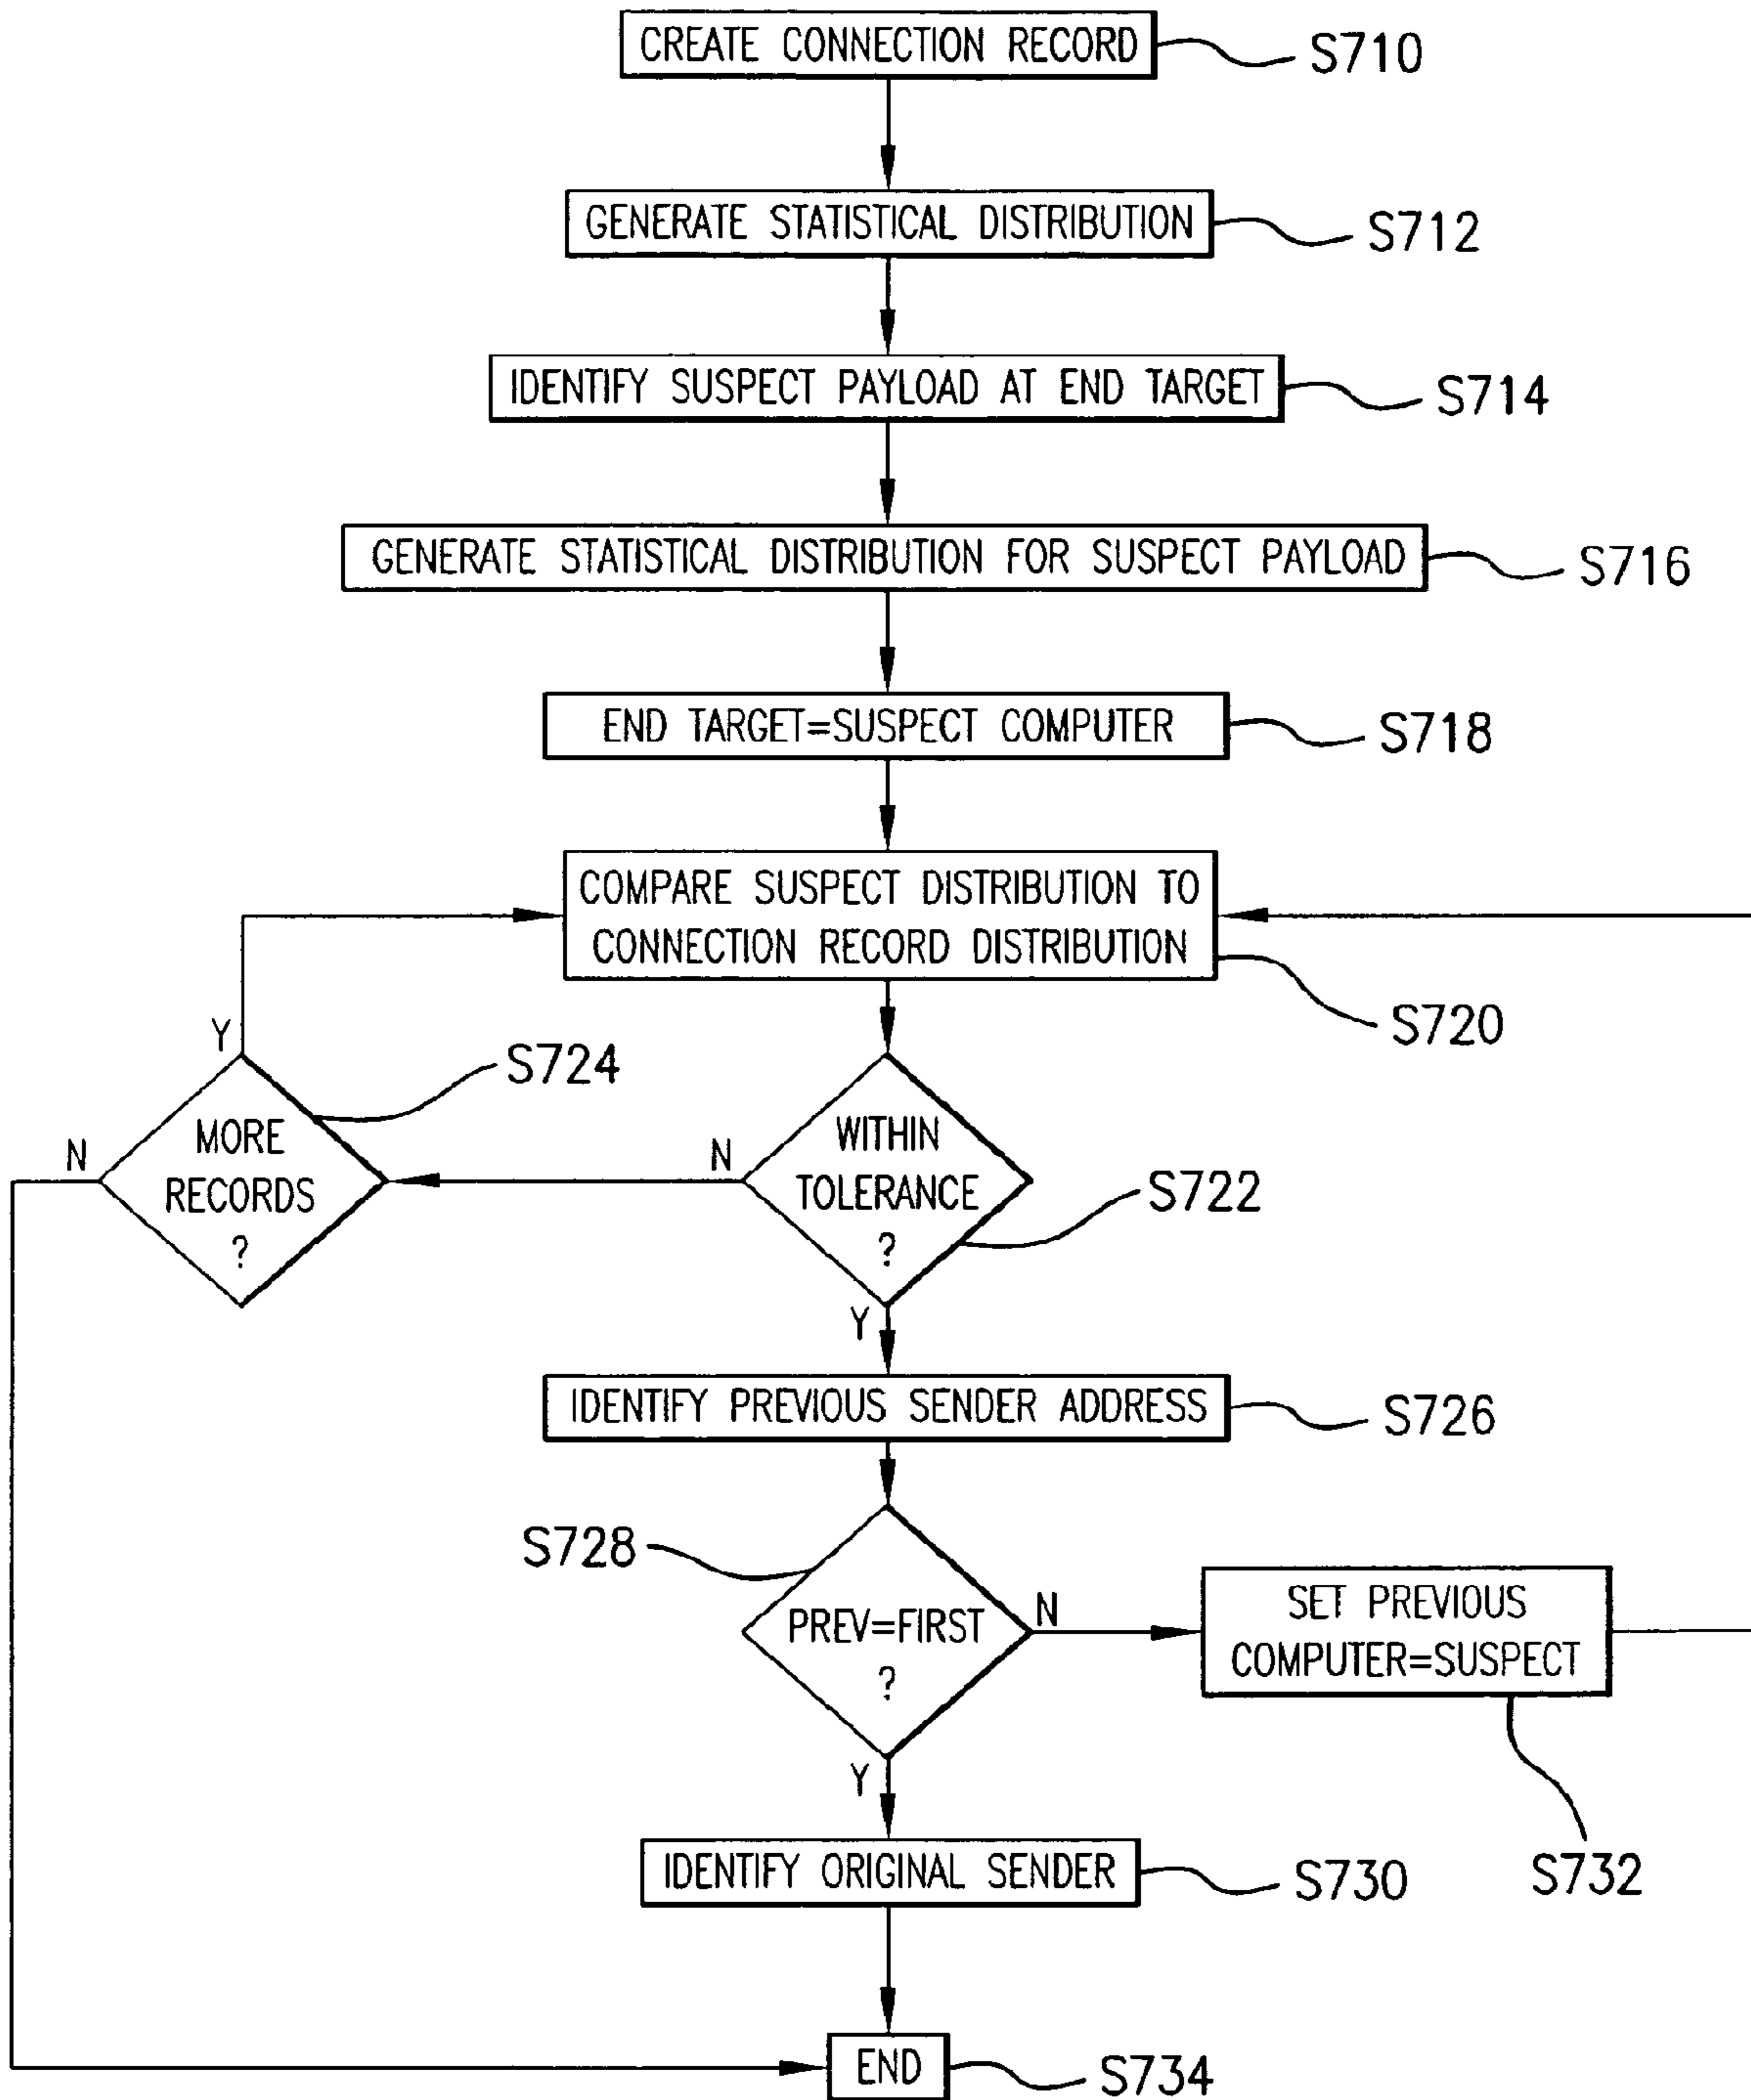 CREATE CONNECTION RECORD
S710
GENERATE STATISTICAL DISTRIBUTION
S712
IDENTIFY SUSPECT PAYLOAD AT END TARGET
S714
GENERATE STATISTICAL DISTRIBUTION FOR SUSPECT PAYLOAD
S716
END TARGET=SUSPECT COMPUTER
S718
COMPARE SUSPECT DISTRIBUTION TO
CONNECTION RECORD DISTRIBUTION
S720
Y
S724
MORE
RECORDS
?
N
WITHIN
TOLERANCE
?
N
S722
Y
IDENTIFY PREVIOUS SENDER ADDRESS
S726
S728
PREV=FIRST
?
N
SET PREVIOUS
COMPUTER=SUSPECT
S732
Y
IDENTIFY ORIGINAL SENDER
S730
END
S734